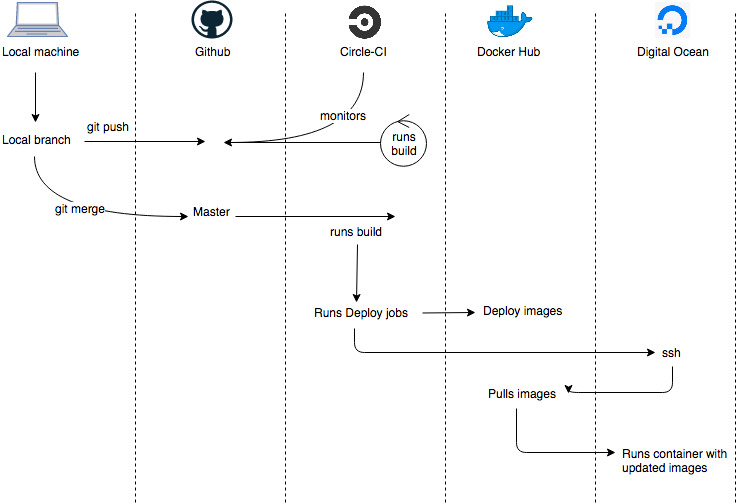 Local machine
Github
Circle-CI
Docker Hub
Digital Ocean
monitors
git push
Local branch
runs
build
git merge
Master
runs build
Runs Deploy jobs
Deploy images
ssh
Pulls images
Runs container with
updated images